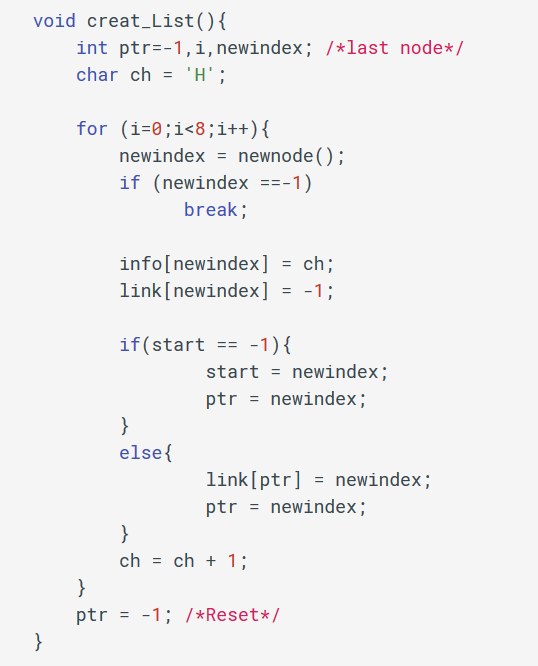 void creat_List(){
    int ptr=-1,i,newindex; /*last node*/
    char ch = 'H';

    for (i=0;i<8;i++){
        newindex = newnode();
        if (newindex ==-1)
              break;

        info[newindex] = ch;
        link[newindex] = -1;

        if(start == -1){
                start = newindex;
                ptr = newindex;
        }
        else{
                link[ptr] = newindex;
                ptr = newindex;
        }
        ch = ch + 1;
    }
    ptr = -1; /*Reset*/
}